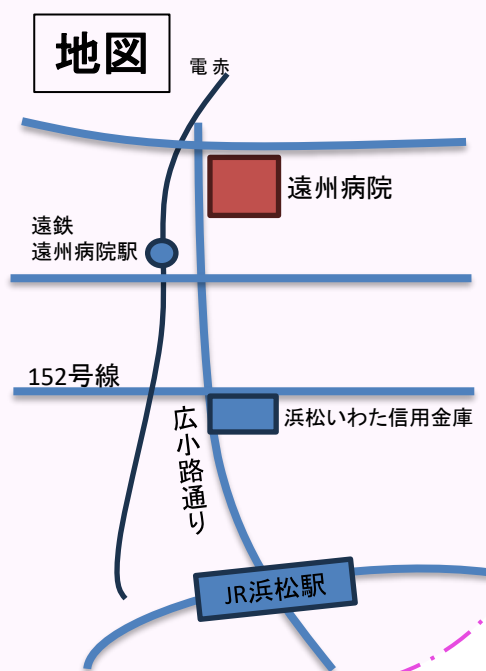 地図
電 赤
遠州病院
遠鉄
遠州病院駅
152号線
浜松いわた信用金庫
広小路通り
JR浜松駅